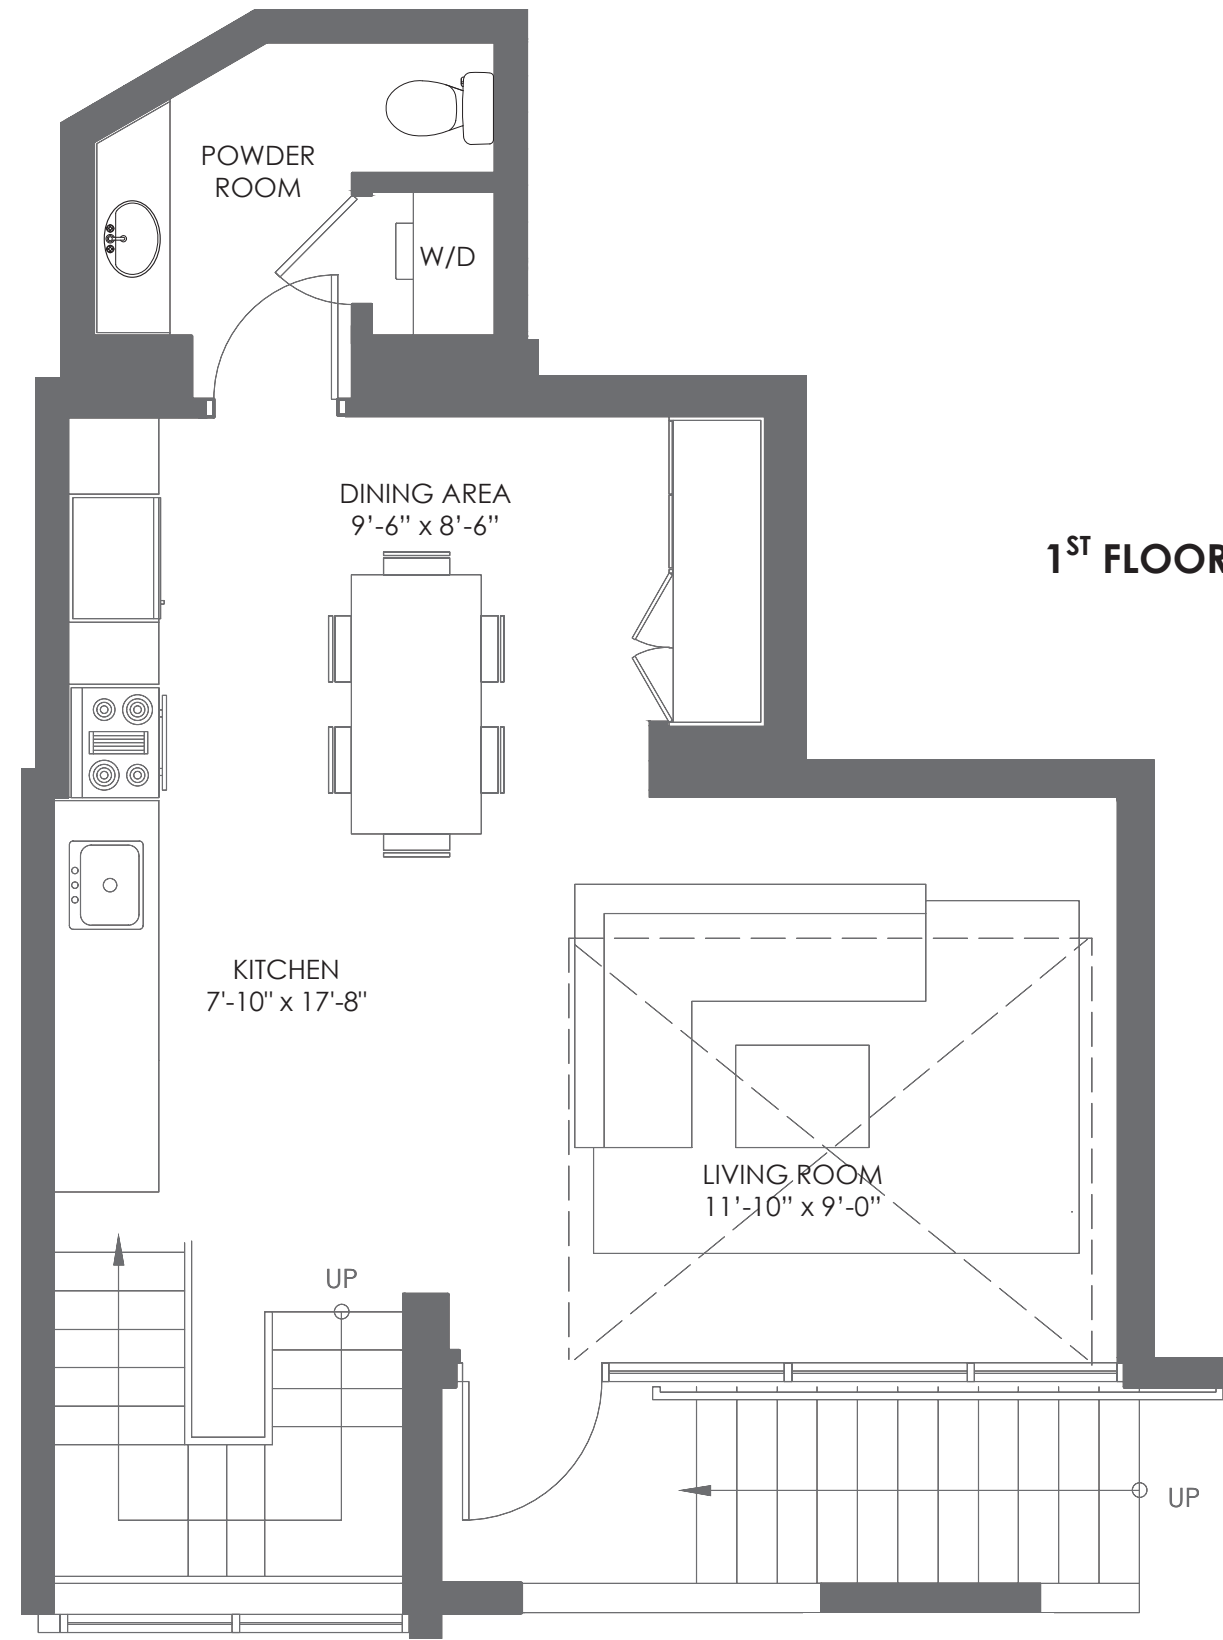 POWDER
ROOM
W/D
DINING AREA
9’-6” x 8’-6”
1ST FLOOR
KITCHEN
7'-10" x 17'-8"
LIVING ROOM
11’-10” x 9’-0”
UP
UP